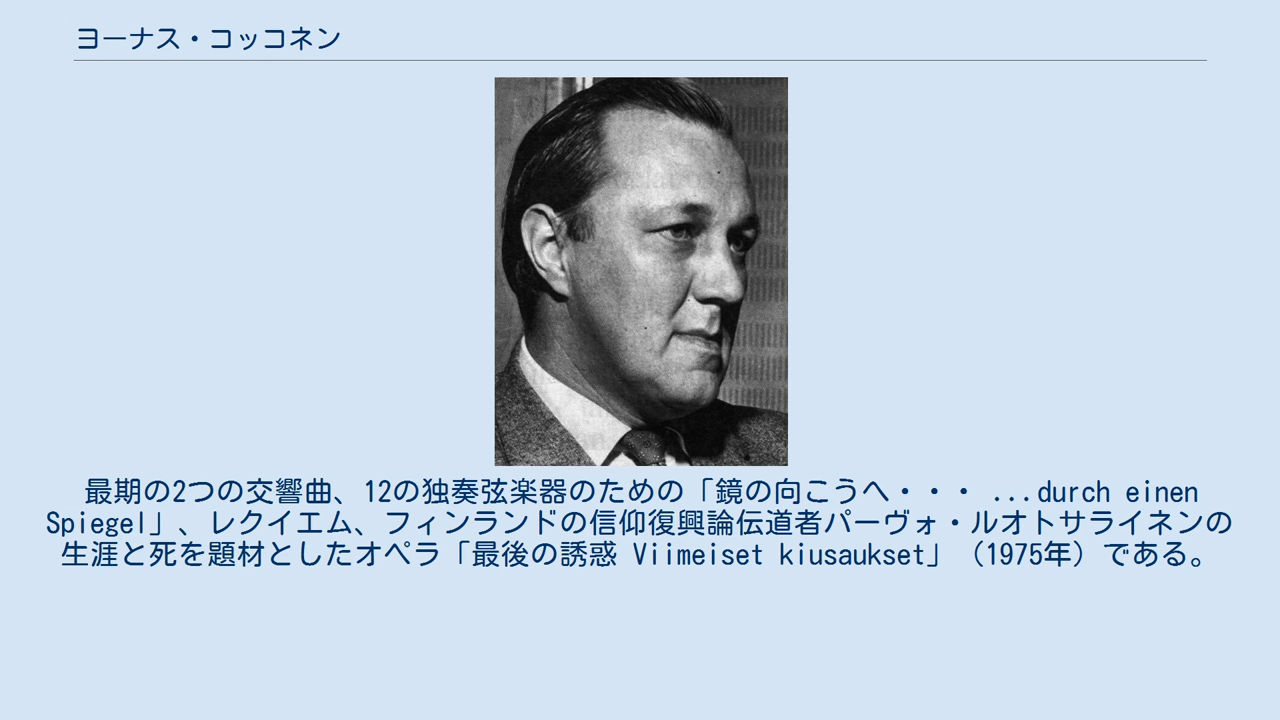 ヨーナス・コッコネン
最期の2つの交響曲、12の独奏弦楽器のための「鏡の向こうへ・・・ ...durch einen
Spiegel」、レクイエム、フィンランドの信仰復興論伝道者パーヴォ・ルオトサライネンの
生涯と死を題材としたオペラ「最後の誘惑 Viimeiset kiusaukset」（1975年）である。